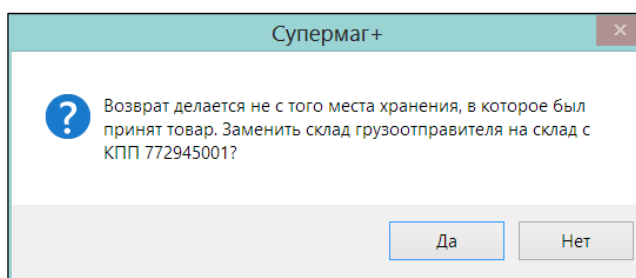 Супермаг+
Возврат делается не с того места хранения, в которое был
принят товар. Заменить склад грузоотправителя на склад с
КПП 772945001?
Да
Нет